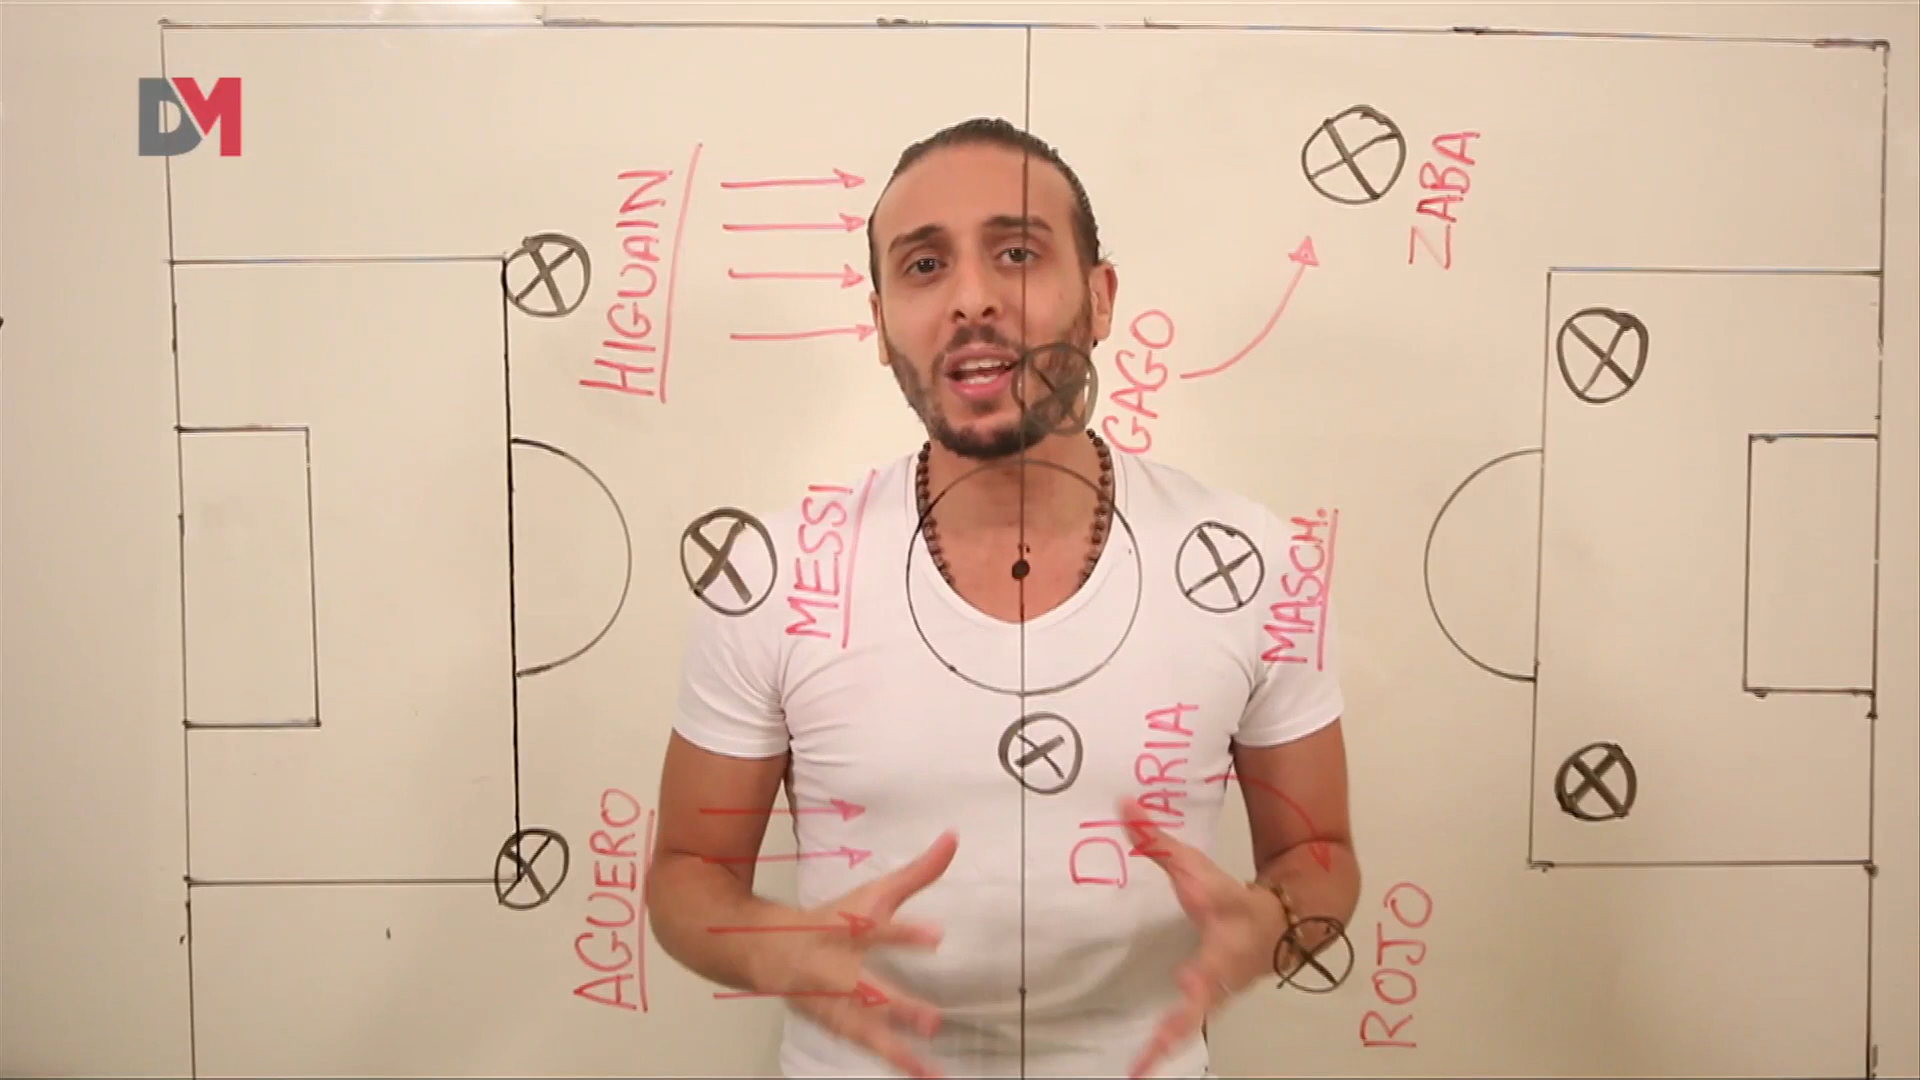 DM
HIGUAIN
ZABA
GAGO
MESSI
MASCH.
DI
MARIA
AGUERO
ROJO